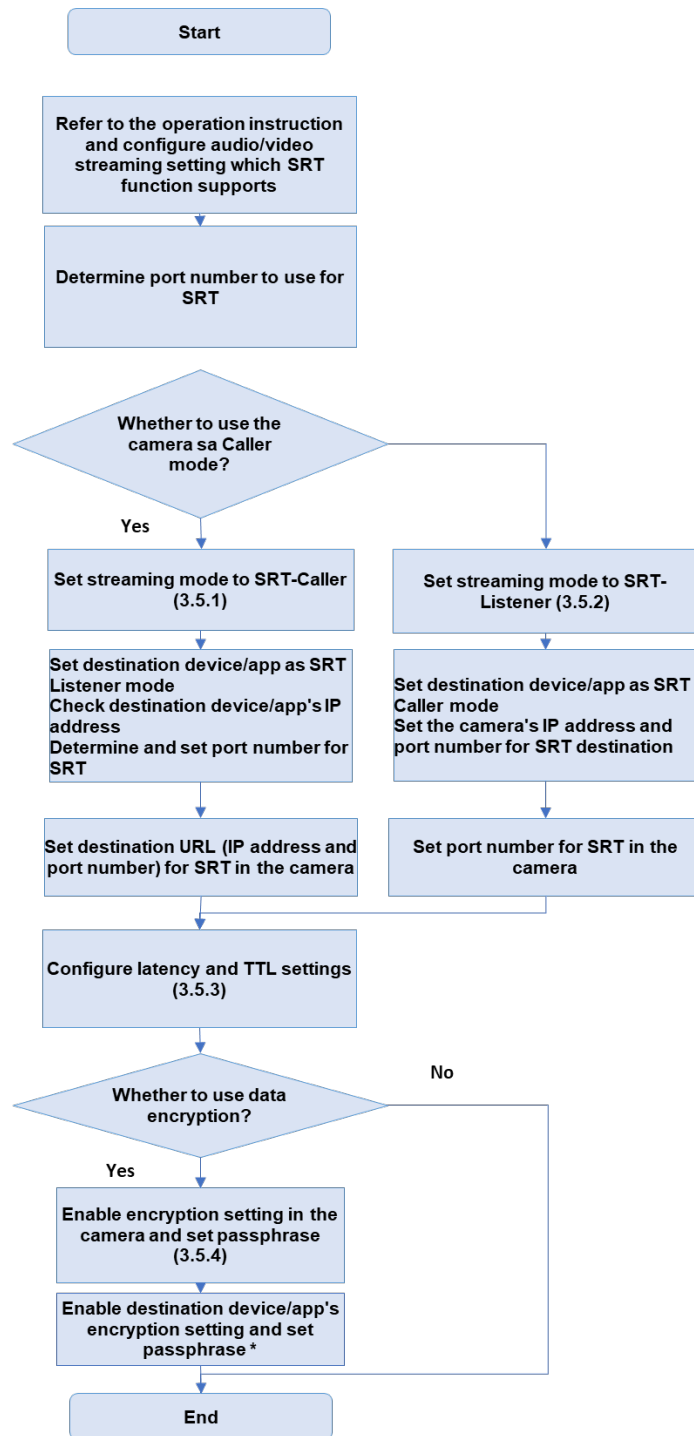 Start
Refer to the operation instruction
and configure audio/video
streaming setting which SRT
function supports
Determine port number to use for
SRT
Whether to use the
camera sa Caller
mode?
Yes
Set streaming mode to SRT-Caller
(3.5.1)
Set streaming mode to SRT-
Listener (3.5.2)
Set destination device/app as SRT
Listener mode
Check destination device/app's IP
address
Determine and set port number for
SRT
Set destination device/app as SRT
Caller mode
Set the camera's IP address and
port number for SRT destination
Set destination URL (IP address and
port number) for SRT in the camera
Set port number for SRT in the
camera
Configure latency and TTL settings
(3.5.3)
Whether to use data
encryption?
No
Yes
Enable encryption setting in the
camera and set passphrase
(3.5.4)
Enable destination device/app's
encryption setting and set
passphrase *
End